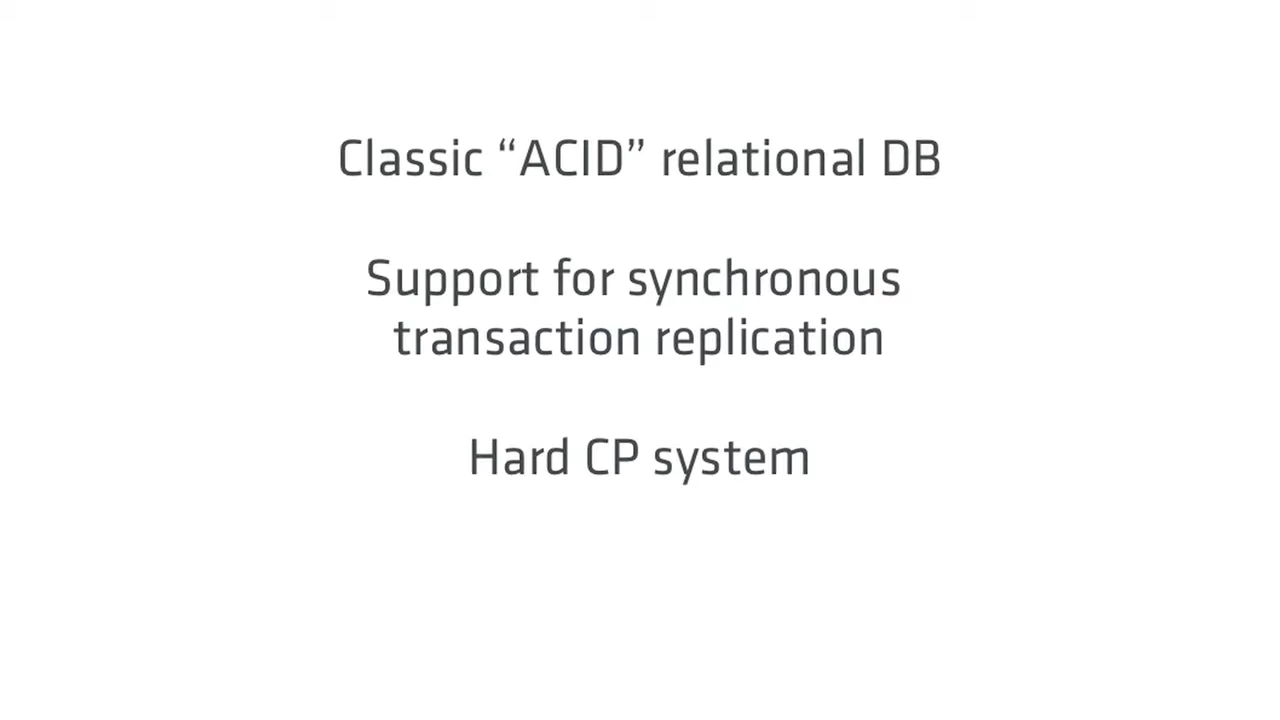 Classic “ACID” relational DB
Support for synchronous
transaction replication
Hard CP system